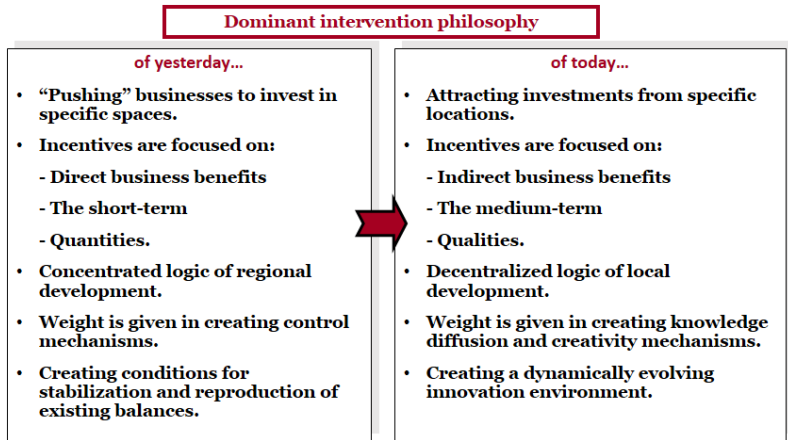 Dominant intervention philosophy
of yesterday…
• “Pushing” businesses to invest in
specific spaces.
• Incentives are focused on:
- Direct business benefits
- The short-term
- Quantities.
• Concentrated logic of regional
development.
• Weight is given in creating control
mechanisms.
• Creating conditions for
stabilization and reproduction of
existing balances.
of today…
• Attracting investments from specific
locations.
• Incentives are focused on:
- Indirect business benefits
- The medium-term
- Qualities.
• Decentralized logic of local
development.
• Weight is given in creating knowledge
diffusion and creativity mechanisms.
• Creating a dynamically evolving
innovation environment.